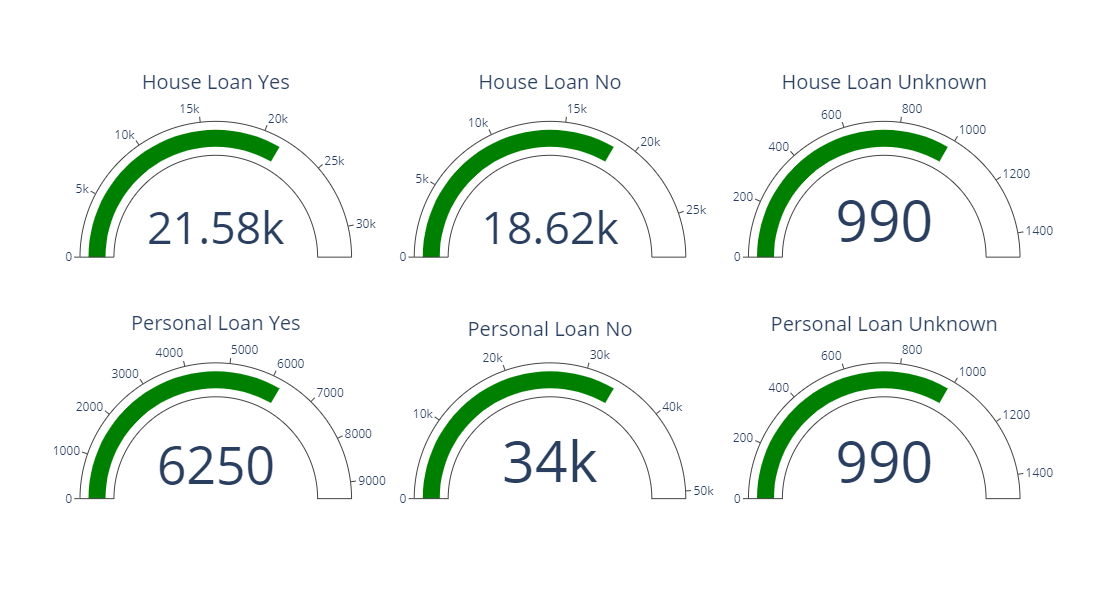 House Loan Yes
0
5k
10k
15k
20k
25k
30k
21.58k
House Loan No
0
5k
10k
15k
20k
25k
18.62k
House Loan Unknown
0
200
400
600
800
1000
1200
1400
990
Personal Loan Yes
0
1000
2000
3000
4000
5000
6000
7000
8000
9000
6250
Personal Loan No
0
10k
20k
30k
40k
50k
34k
Personal Loan Unknown
0
200
400
600
800
1000
1200
1400
990